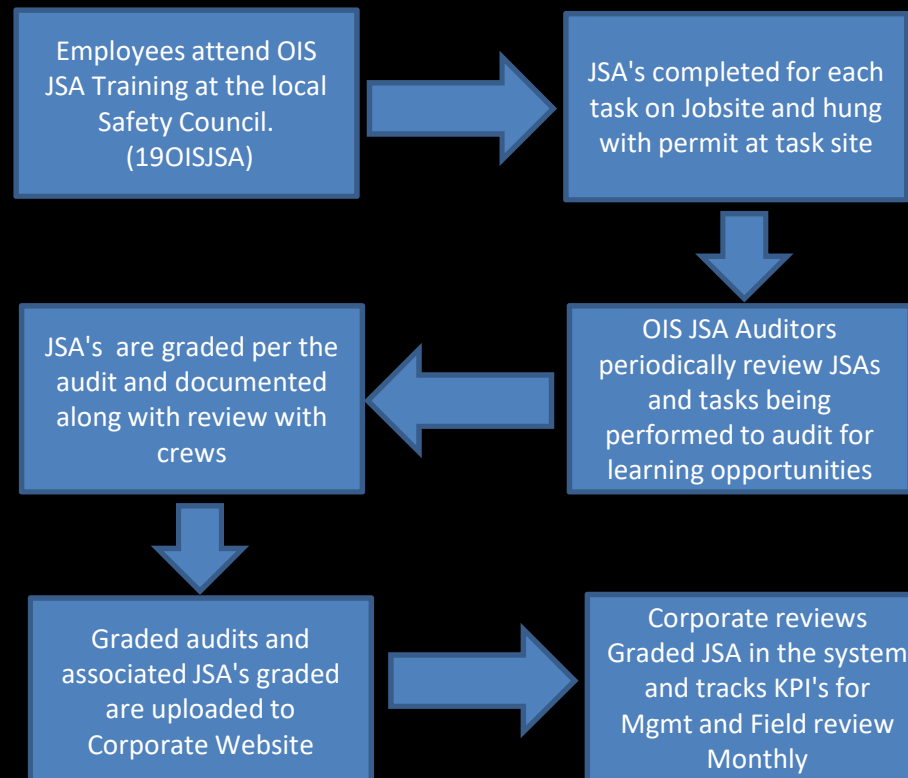 Employees attend OIS
JSA Training at the local
Safety Council.
(19OISJSA)
JSA's completed for each
task on Jobsite and hung
with permit at task site
OIS JSA Auditors
periodically review JSAs
and tasks being
performed to audit for
learning opportunities
JSA's  are graded per the
audit and documented
along with review with
crews
Graded audits and
associated JSA's graded
are uploaded to
Corporate Website
Corporate reviews
Graded JSA in the system
and tracks KPI's for
Mgmt and Field review
Monthly